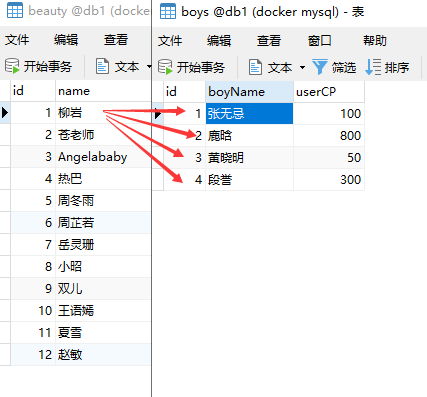 beauty @db1 (docke
文件 编辑 查看
开始事务 文本
id name
1 柳岩
2 苍老师
3 Angelababy
4 热巴
5 周冬雨
6 周芷若
7 岳灵珊
8 小昭
9 双儿
10 王语嫣
11 夏雪
12 赵敏
boys @db1 (docker mysql) - 表
文件 编辑 查看 窗口 帮助
开始事务 文本 筛选 排序
id boyName userCP
1 张无忌 100
2 鹿晗 800
3 黄晓明 50
4 段誉 300